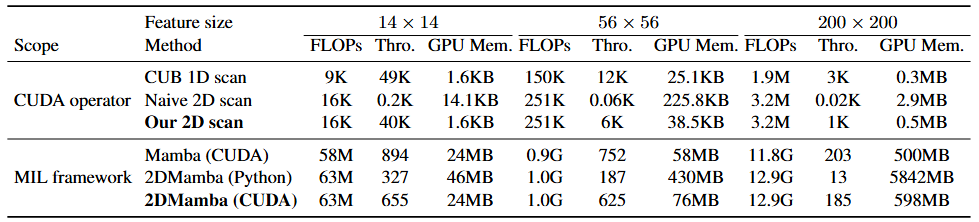 Feature size 14 × 14 56 × 56 200 × 200
Scope Method FLOPs Thro. GPU Mem. FLOPs Thro. GPU Mem. FLOPs Thro. GPU Mem.
CUB 1D scan 9K 49K 1.6KB 150K 12K 25.1KB 1.9M 3K 0.3MB
CUDA operator Naive 2D scan 16K 0.2K 14.1KB 251K 0.06K 225.8KB 3.2M 0.02K 2.9MB
Our 2D scan 16K 40K 1.6KB 251K 6K 38.5KB 3.2M 1K 0.5MB
Mamba (CUDA) 58M 894 24MB 0.9G 752 58MB 11.8G 203 500MB
MIL framework 2DMamba (Python) 63M 327 46MB 1.0G 187 430MB 12.9G 13 5842MB
2DMamba (CUDA) 63M 655 24MB 1.0G 625 76MB 12.9G 185 598MB